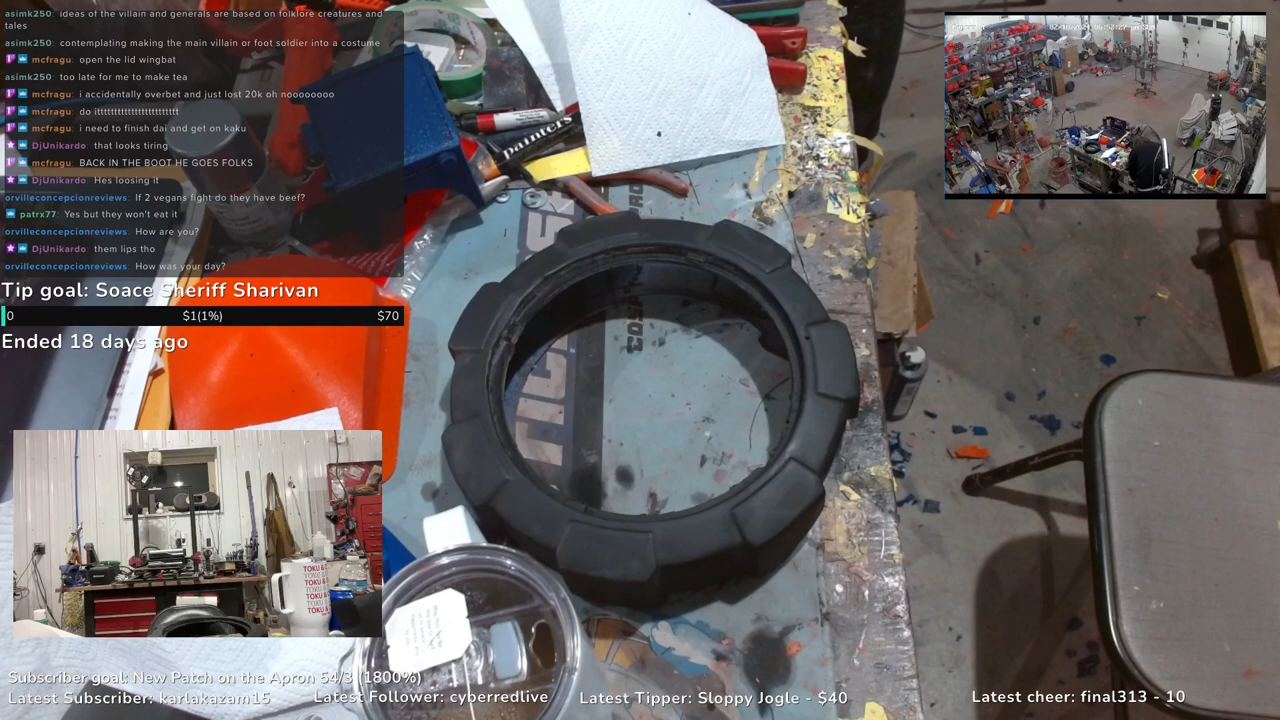 asimk250: ideas of the villain and generals are based on folklore creatures and
tales
asimk250: contemplating making the main villain or foot soldier into a costume
mcfragu: open the lid wingbat
asimk250: too late for me to make tea
mcfragu: i accidentally overbet and just lost 20k oh noooooooo
mcfragu: do itttttttttttttttttttttttt
mcfragu: i need to finish dai and get on kaku
DjUnikardo: that looks tiring
mcfragu: BACK IN THE BOOT HE GOES FOLKS
DjUnikardo: Hes loosing it
orvilleconcepcionreviews: If 2 vegans fight do they have beef?
patrx77: Yes but they won't eat it
orvilleconcepcionreviews: How are you?
DjUnikardo: them lips tho
orvilleconcepcionreviews: How was your day?
Tip goal: Soace Sheriff Sharivan
0 $1(1%) $70
Ended 18 days ago
painters
TOKU &
TOKU &
TOKU &
TOKU &
Subscriber goal: New Patch on the Apron 54/3 (1800%)
Latest Subscriber: karlakazam15
Latest Follower: cyberredlive
Latest Tipper: Sloppy Jogle - $40
Latest cheer: final313 - 10